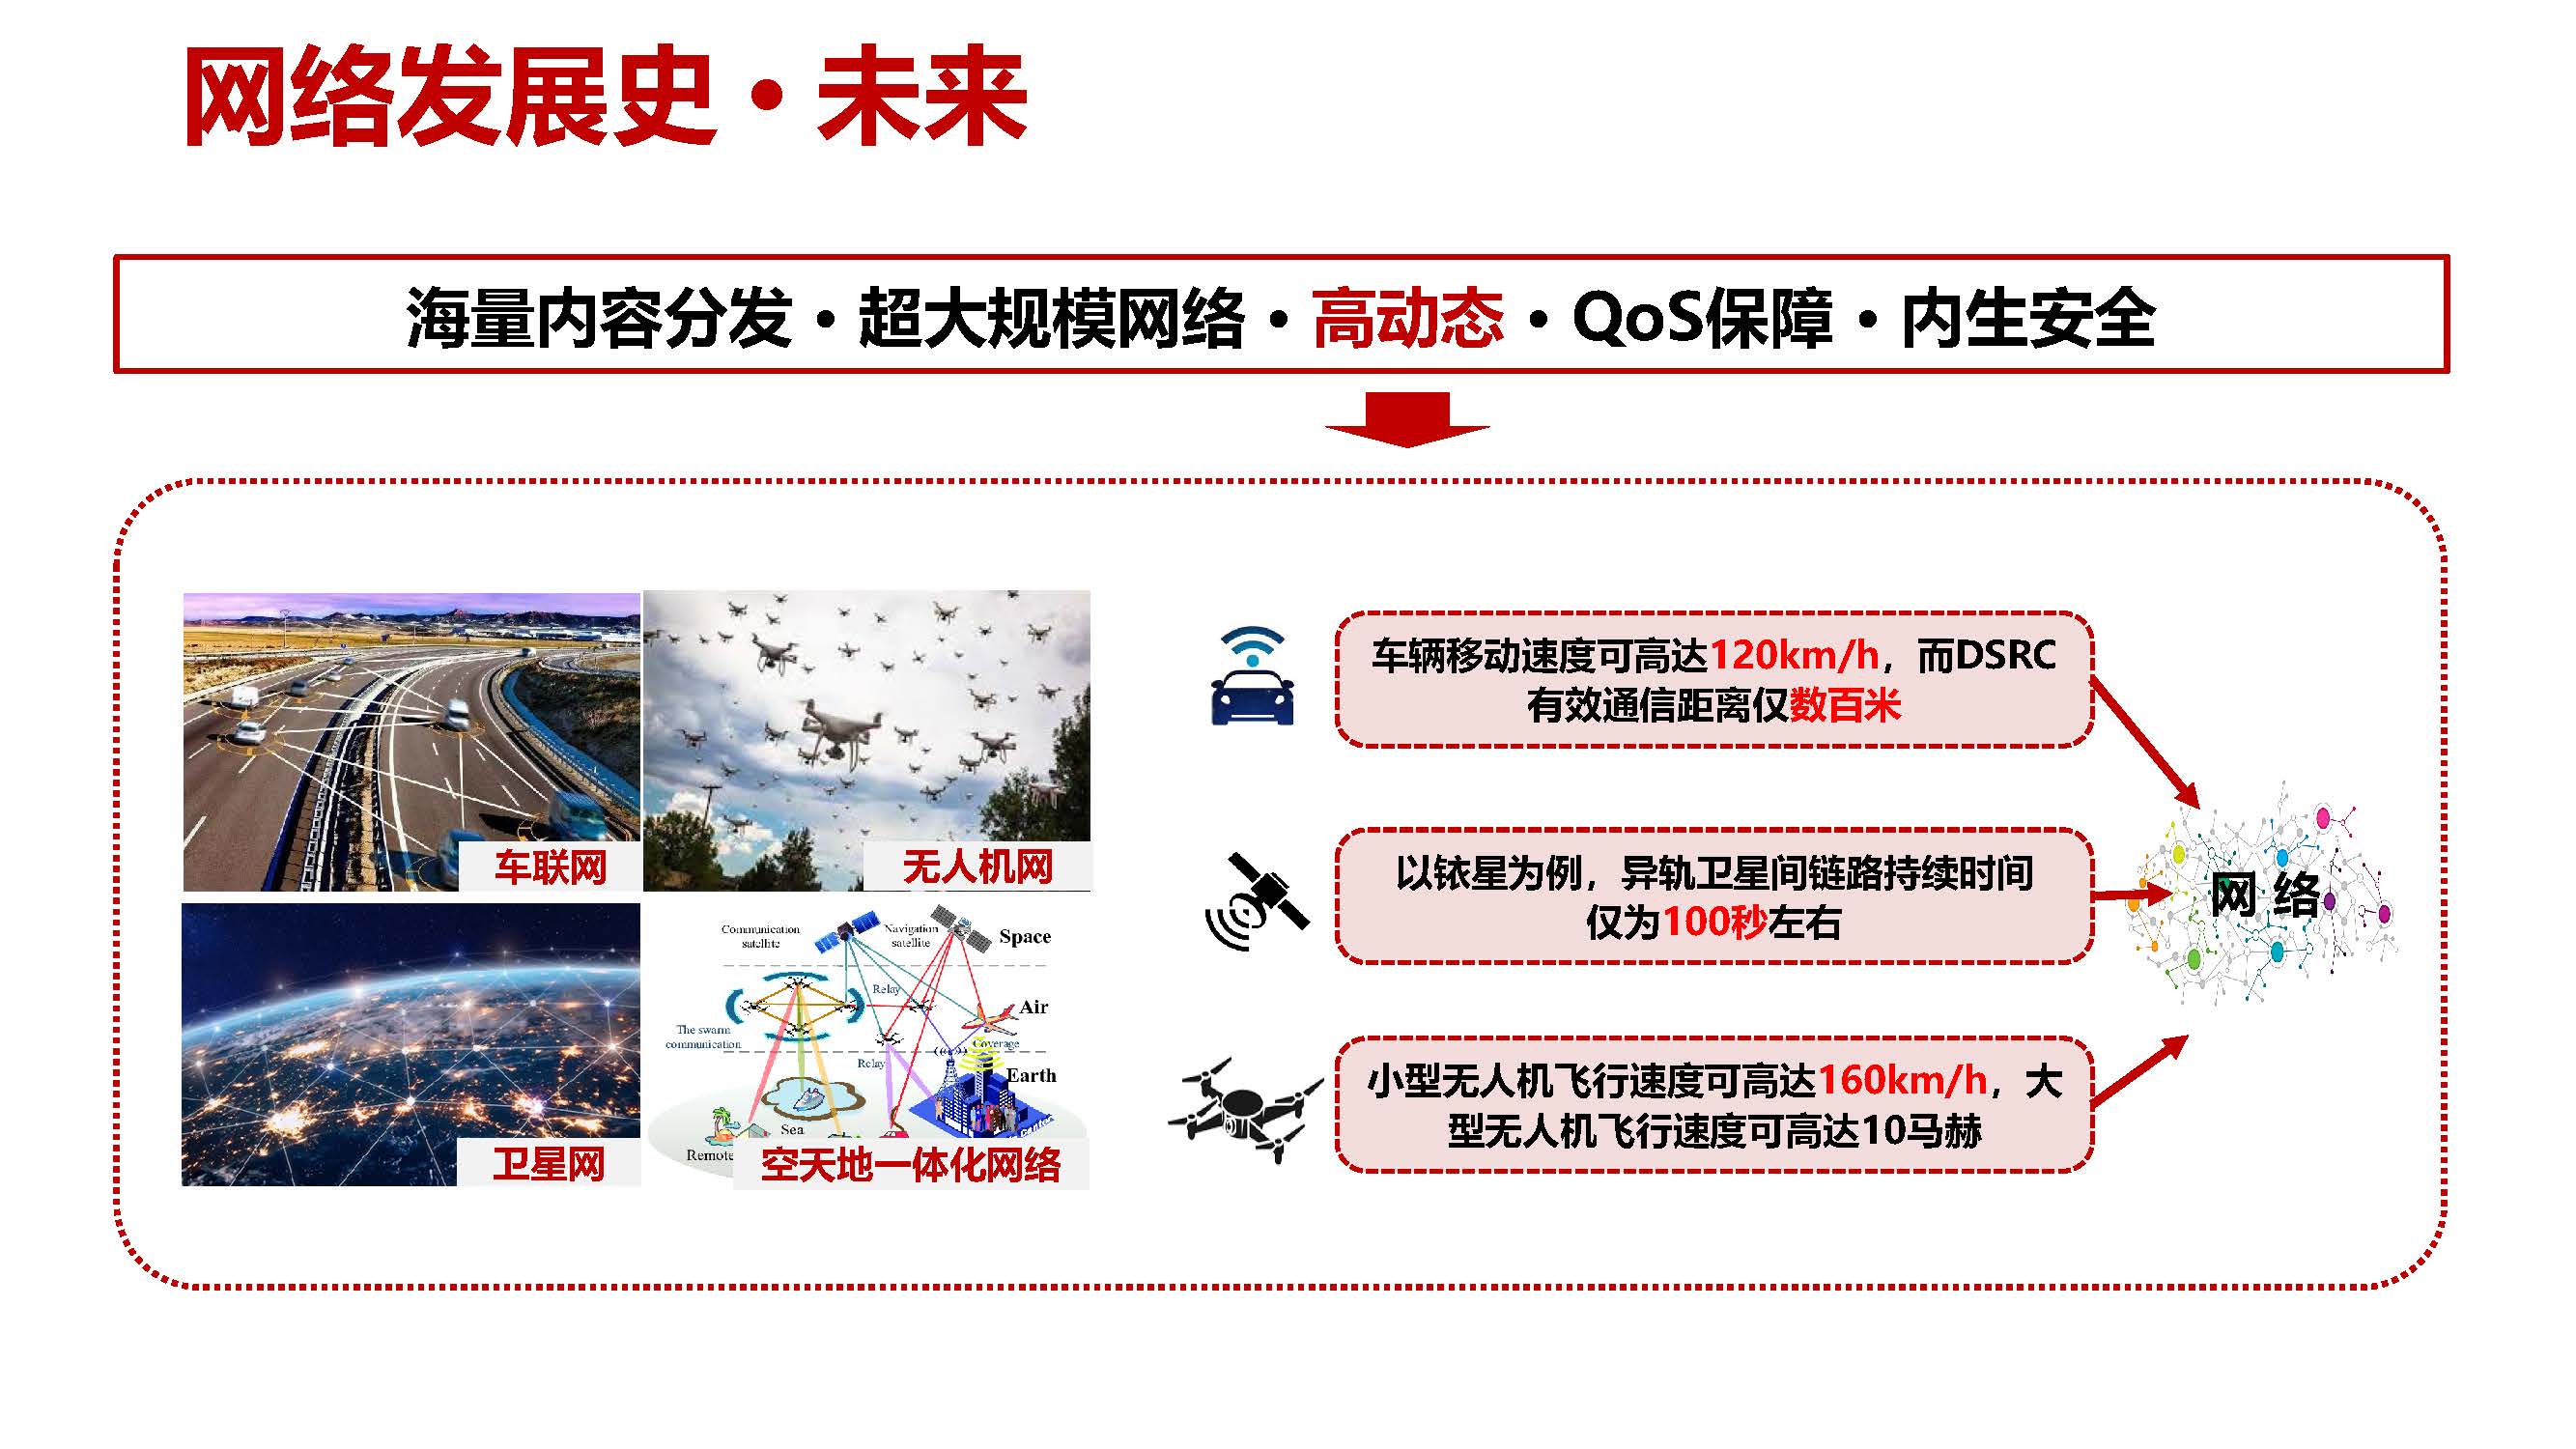 网络发展史·未来
海量内容分发·超大规模网络·高动态·QoS保障·内生安全
车联网
无人机网
卫星网
Communication
satellite
Navigation
satellite
Space
Relay
Air
The swarm
communication
Coverage
Relay
Earth
Sea
Remote
空天地一体化网络
车辆移动速度可高达120km/h，而DSRC
有效通信距离仅数百米
以铱星为例，异轨卫星间链路持续时间
仅为100秒左右
小型无人机飞行速度可高达160km/h，大
型无人机飞行速度可高达10马赫
网 络